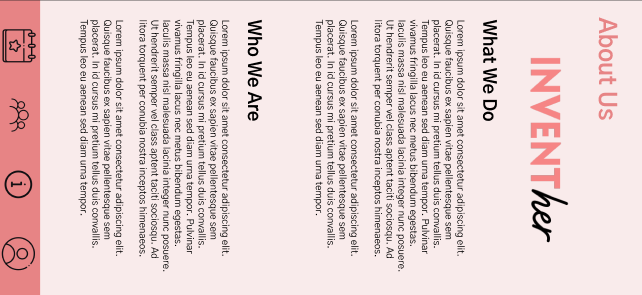 About Us
INVENTher
What We Do
Lorem ipsum dolor sit amet consectetur adipiscing elit.
Quisque faucibus ex sapien vitae pellentesque sem
placerat. In id cursus mi pretium tellus duis convallis.
Tempus leo eu aenean sed diam urna tempor. Pulvinar
vivamus fringilla lacus nec metus bibendum egestas.
Iaculis massa nisl malesuada lacinia integer nunc posuere.
Ut hendrerit semper vel class aptent taciti sociosqu. Ad
litora torquent per conubia nostra inceptos himenaeos.
Lorem ipsum dolor sit amet consectetur adipiscing elit.
Quisque faucibus ex sapien vitae pellentesque sem
placerat. In id cursus mi pretium tellus duis convallis.
Tempus leo eu aenean sed diam urna tempor.
Who We Are
Lorem ipsum dolor sit amet consectetur adipiscing elit.
Quisque faucibus ex sapien vitae pellentesque sem
placerat. In id cursus mi pretium tellus duis convallis.
Tempus leo eu aenean sed diam urna tempor. Pulvinar
vivamus fringilla lacus nec metus bibendum egestas.
Iaculis massa nisl malesuada lacinia integer nunc posuere.
Ut hendrerit semper vel class aptent taciti sociosqu. Ad
litora torquent per conubia nostra inceptos himenaeos.
Lorem ipsum dolor sit amet consectetur adipiscing elit.
Quisque faucibus ex sapien vitae pellentesque sem
placerat. In id cursus mi pretium tellus duis convallis.
Tempus leo eu aenean sed diam urna tempor.